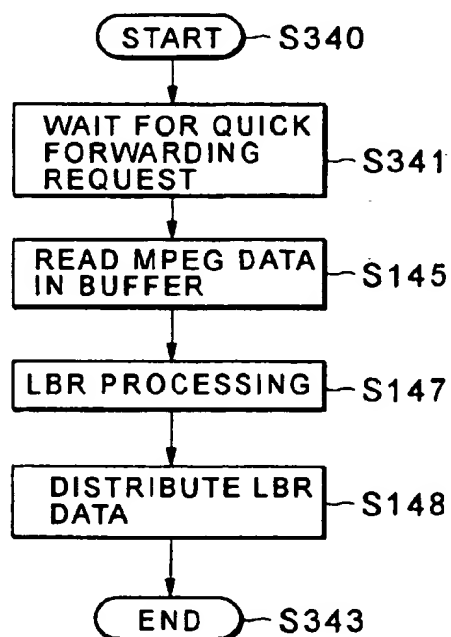 START S340
WAIT FOR QUICK
FORWARDING
REQUEST S341
READ MPEG DATA
IN BUFFER S145
LBR PROCESSING S147
DISTRIBUTE LBR
DATA S148
END S343